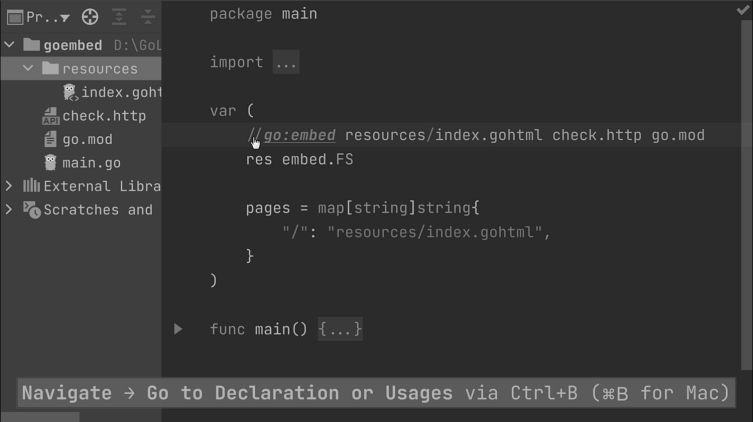 Pr..
goembed D:\GoL
resources
index.goht
check.http
API
go.mod
main.go
External Libra
Scratches and
package main
import ...
var (
//go:embed resources/index.gohtml check.http go.mod
res embed.FS
pages = map[string]string{
"/": "resources/index.gohtml",
}
)
func main() {...}
Navigate → Go to Declaration or Usages via Ctrl+B (⌘B for Mac)